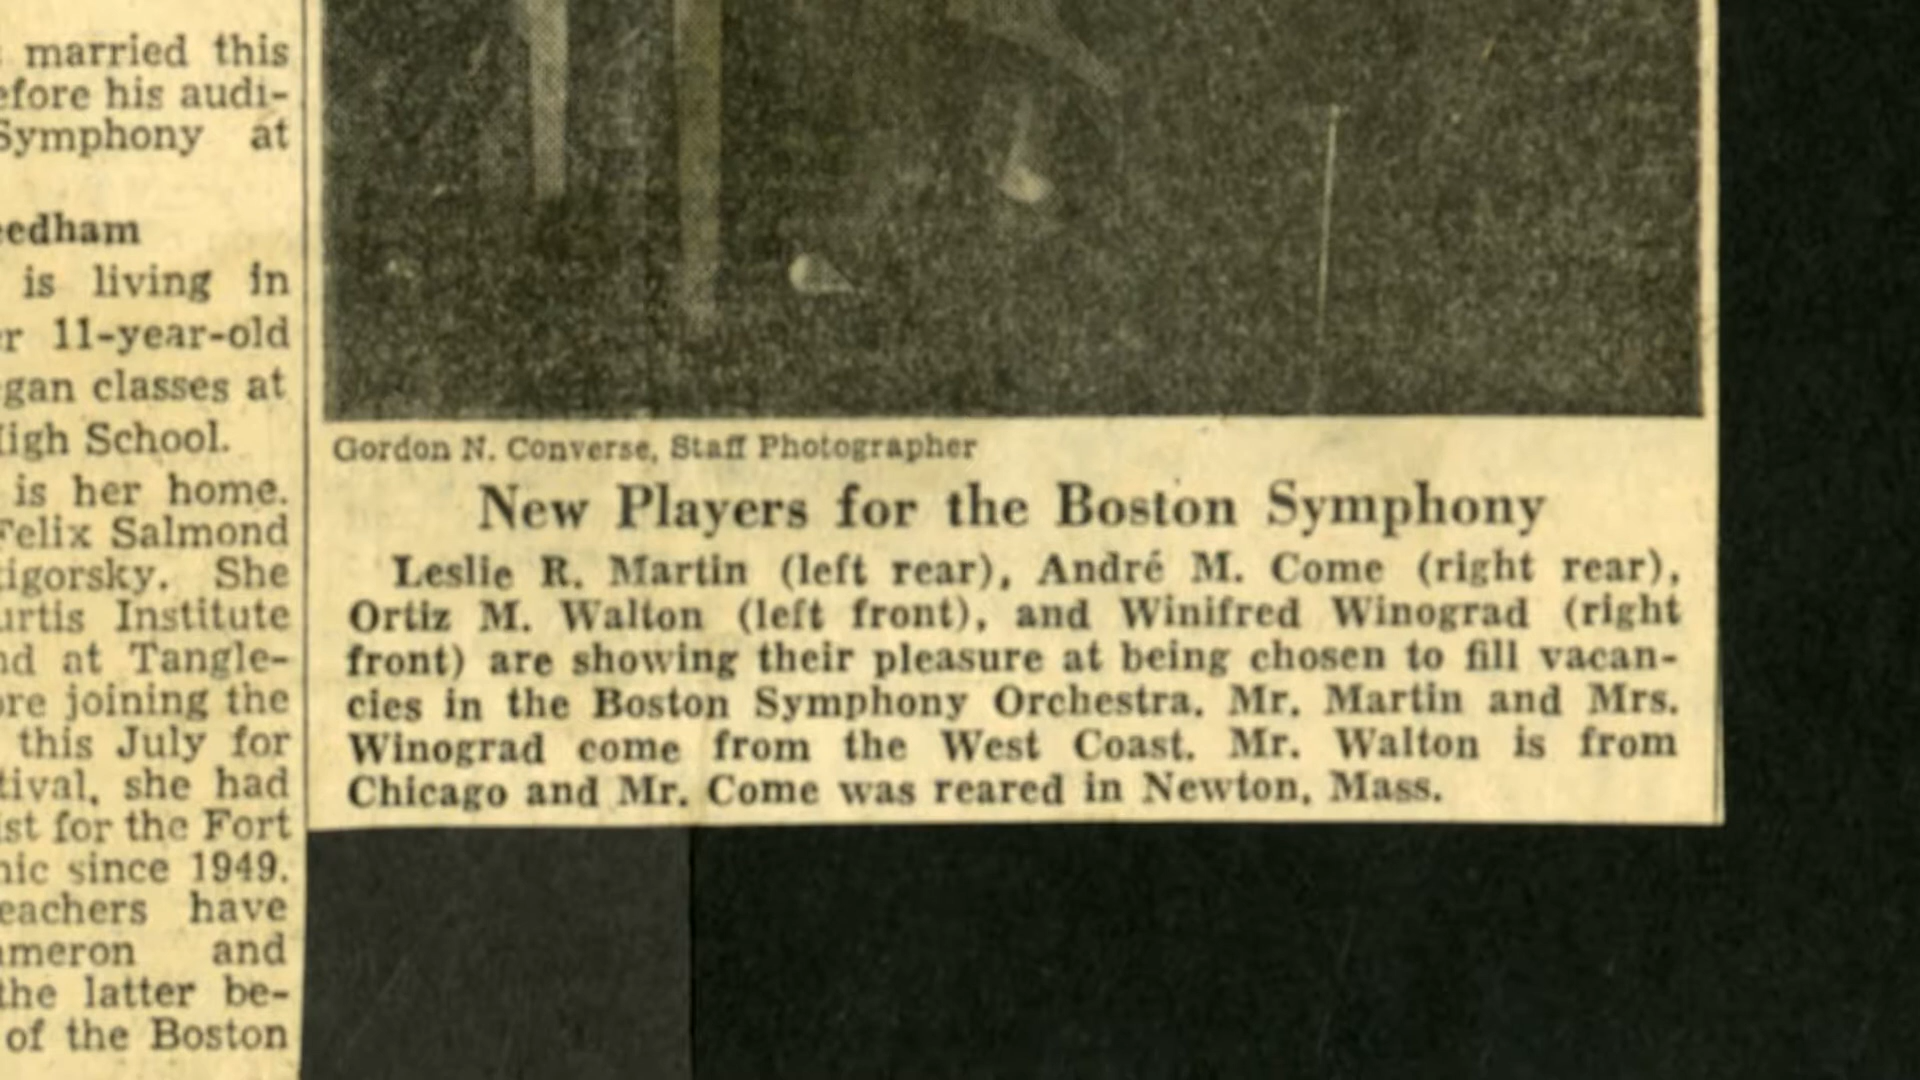 married this
efore his audi-
Symphony at
edham
is living in
r 11-year-old
gan classes at
igh School.
is her home.
Felix Salmond
tigorsky. She
urtis Institute
nd at Tangle-
ore joining the
this July for
tival, she had
ist for the Fort
nic since 1949.
eachers have
ameron and
the latter be-
of the Boston
Gordon N. Converse, Staff Photographer
New Players for the Boston Symphony
Leslie R. Martin (left rear), André M. Come (right rear),
Ortiz M. Walton (left front), and Winifred Winograd (right
front) are showing their pleasure at being chosen to fill vacan-
cies in the Boston Symphony Orchestra. Mr. Martin and Mrs.
Winograd come from the West Coast. Mr. Walton is from
Chicago and Mr. Come was reared in Newton, Mass.